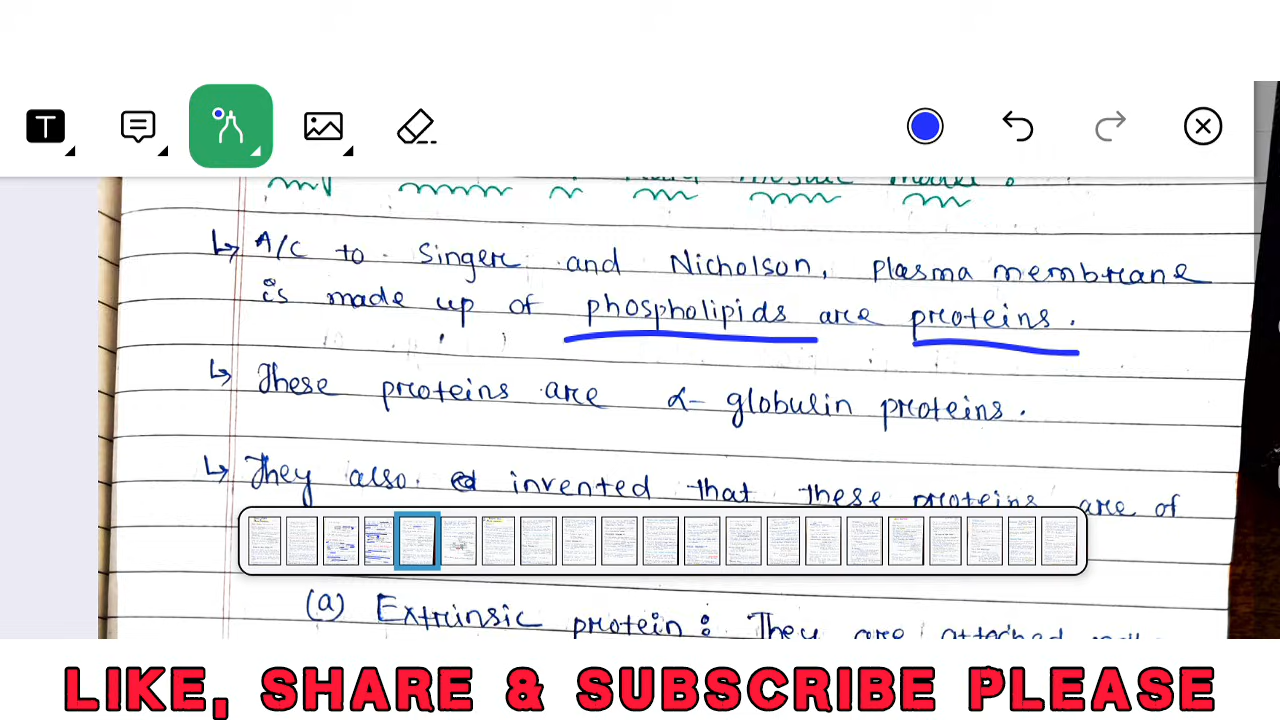 T
A/C to Singer and Nicholson, plasma membrane
is made up of phospholipids are proteins.
These proteins are α- globulin proteins.
They also invented that these proteins are of
(a) Extrinsic protein: They are attached
LIKE, SHARE & SUBSCRIBE PLEASE